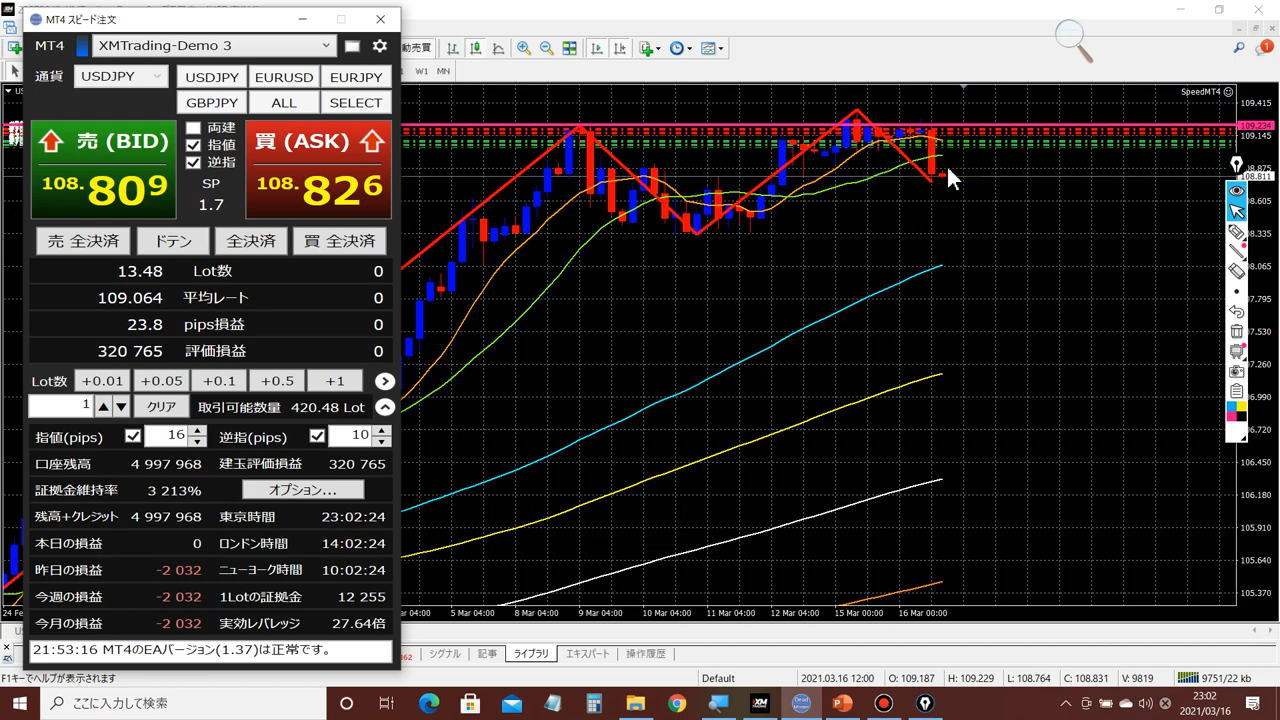 MT4 スピード注文
MT4 XMTrading-Demo 3
通貨 USDJPY USDJPY EURUSD EURJPY
GBPJPY ALL SELECT
売 (BID) 両建 買 (ASK)
指値
逆指
108.809 SP 108.826
1.7
売 全決済 ドテン 全決済 買 全決済
13.48 Lot数 0
109.064 平均レート 0
23.8 pips損益 0
320 765 評価損益 0
Lot数 +0.01 +0.05 +0.1 +0.5 +1
1 クリア 取引可能数量 420.48 Lot
指値(pips) 16 逆指(pips) 10
口座残高 4 997 968 建玉評価損益 320 765
証拠金維持率 3 213% オプション...
残高+クレジット 4 997 968 東京時間 23:02:24
本日の損益 0 ロンドン時間 14:02:24
昨日の損益 -2 032 ニューヨーク時間 10:02:24
今週の損益 -2 032 1Lotの証拠金 12 255
今月の損益 -2 032 実効レバレッジ 27.64倍
21:53:16 MT4のEAバージョン(1.37)は正常です。
動売買
W1 MN
SpeedMT4
109.415
109.234
109.145
108.875
108.811
108.605
108.335
108.065
107.795
107.260
106.990
106.720
106.450
106.180
105.910
105.640
105.370
24 Feb 04:00 5 Mar 04:00 8 Mar 04:00 9 Mar 04:00 10 Mar 04:00 11 Mar 04:00 12 Mar 04:00 15 Mar 00:00 16 Mar 00:00
シグナル 記事 ライブラリ エキスパート 操作履歴
F1キーでヘルプが表示されます Default 2021.03.16 12:00 O: 109.187 H: 109.229 L: 108.764 C: 108.831 V: 9819 9751/22 kb
ここに入力して検索
23:02
2021/03/16